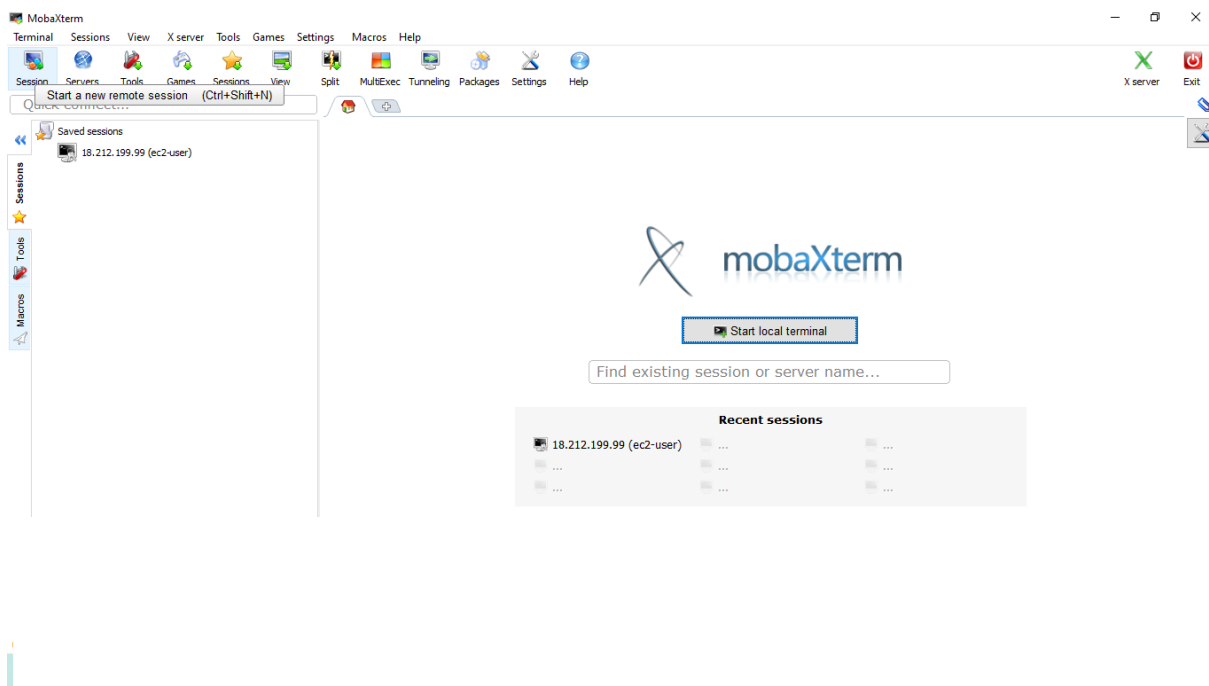 MobaXterm
Terminal Sessions View X server Tools Games Settings Macros Help
Session Servers Tools Games Sessions View Split MultiExec Tunneling Packages Settings Help X server Exit
Start a new remote session (Ctrl+Shift+N)
Quick connect...
Saved sessions
18.212.199.99 (ec2-user)
Sessions
Tools
Macros
mobaXterm
Start local terminal
Find existing session or server name...
Recent sessions
18.212.199.99 (ec2-user) ... ...
... ... ...
... ... ...